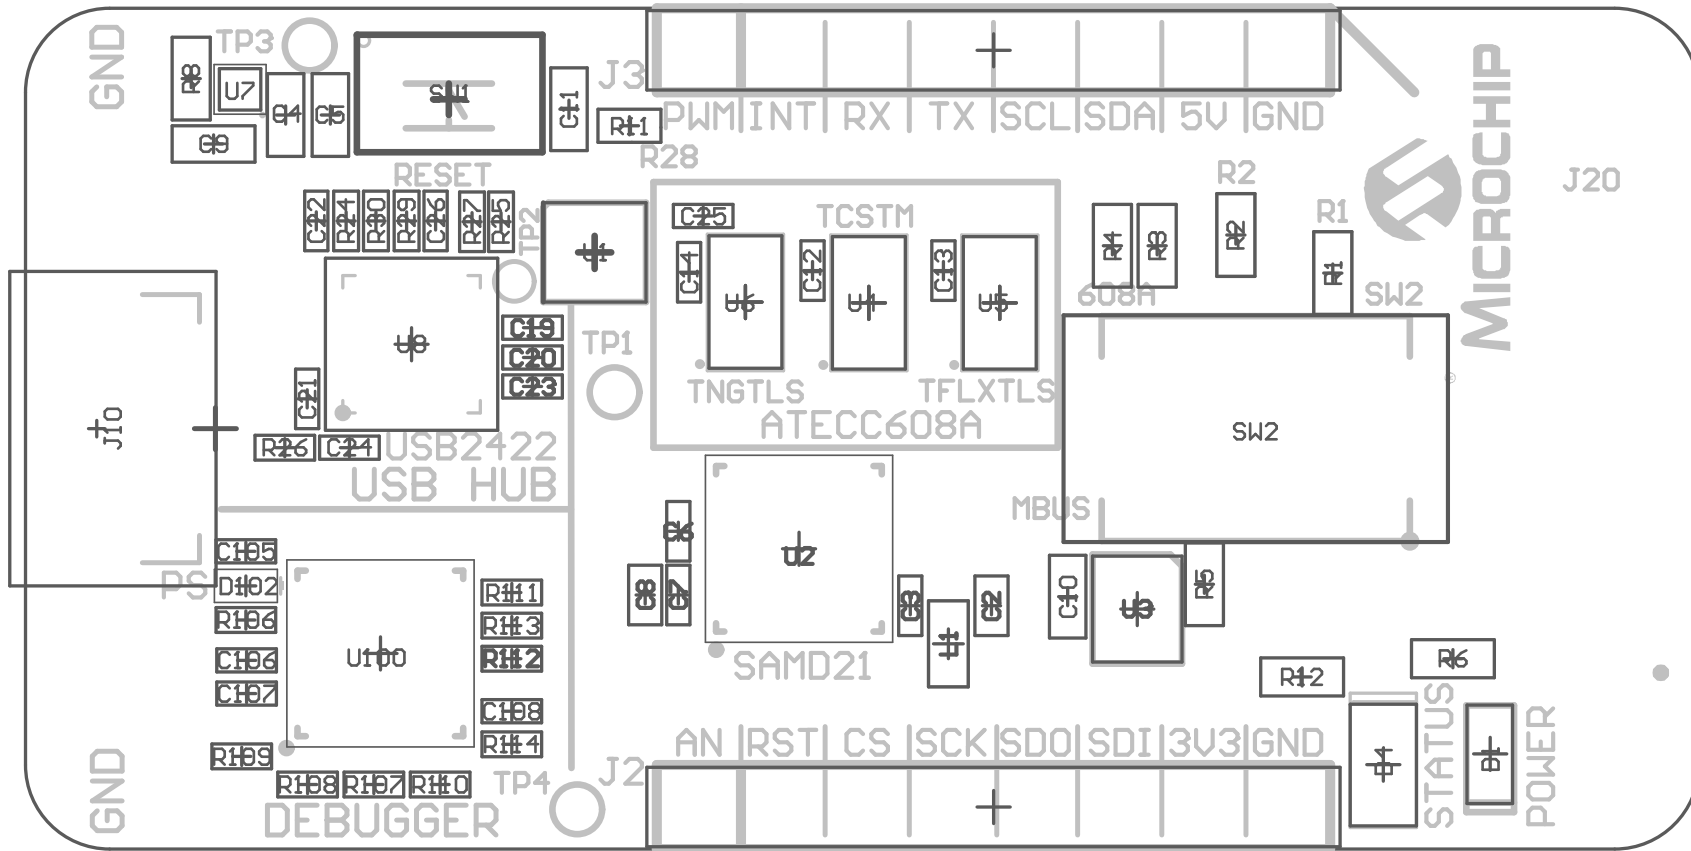 GND
R8
TP3
U7
C4
C5
C9
SW1
RESET
C11
R11
R28
J3
PWM INT RX TX SCL SDA 5V GND
MICROCHIP
J20
R2
R2
R1
R1
R4
R3
608A
SW2
SW2
C22
R24
R30
R29
C26
R27
R25
TP2
C25
TCSTM
C14
C12
C13
U6
U4
U5
TNGTLS
TFLXTLS
ATECC608A
U8
C19
C20
C23
TP1
C21
R26
C24
J10
USB2422
USB HUB
MBUS
C6
C8
C7
U2
C3
L1
C2
C10
U3
R5
SAMD21
C105
PS
D102
R106
C106
C107
R109
U100
R111
R113
R112
C108
R114
R108
R107
R110
DEBUGGER
TP4
GND
J2
AN RST CS SCK SDO SDI 3V3 GND
R12
R6
D4
STATUS
D1
POWER